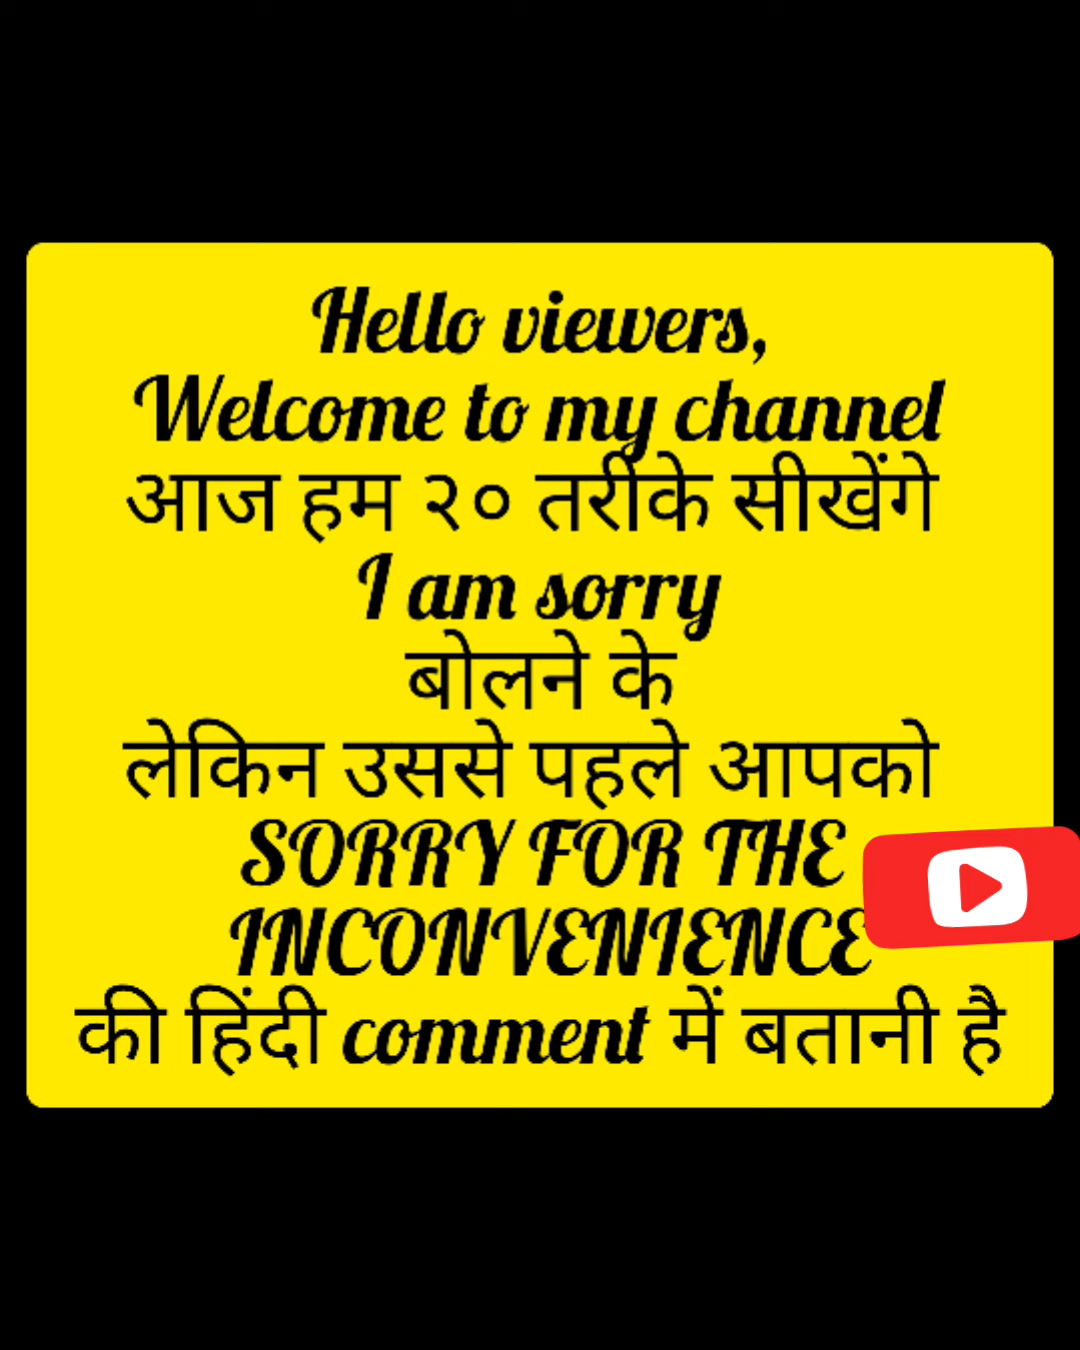 Hello viewers,
Welcome to my channel
आज हम २० तरीके सीखेंगे
I am sorry
बोलने के
लेकिन उससे पहले आपको
SORRY FOR THE
INCONVENIENCE
की हिंदी comment में बतानी है